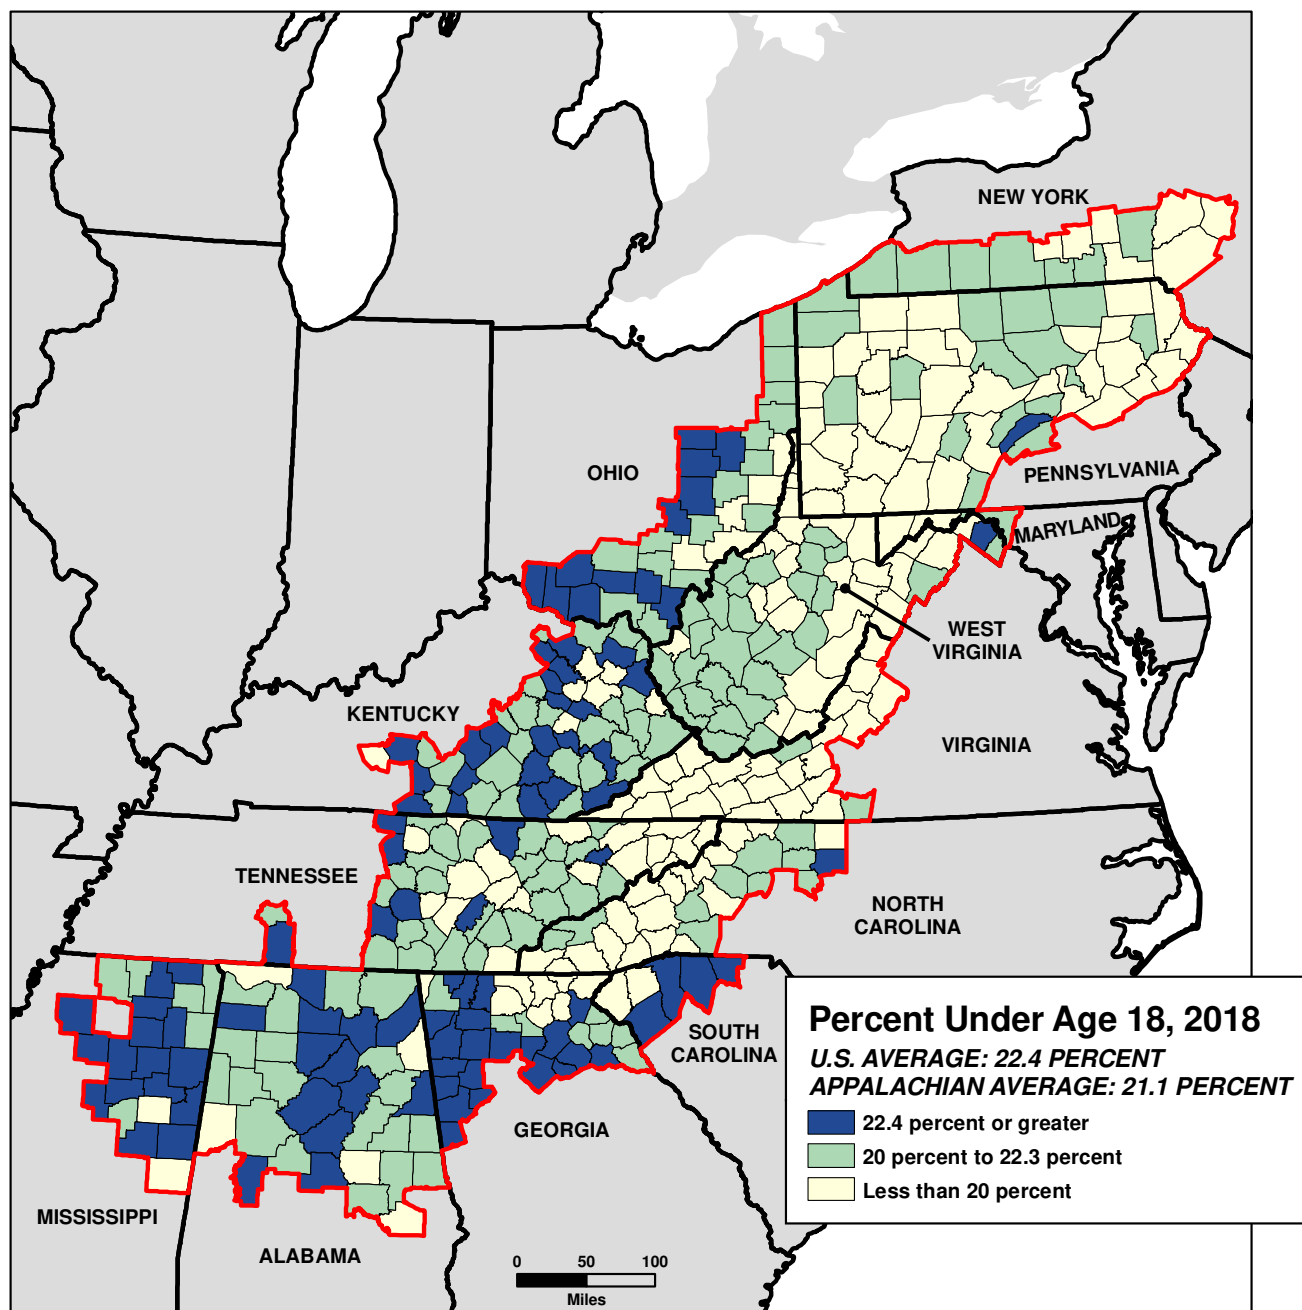 NEW YORK
OHIO
PENNSYLVANIA
MARYLAND
WEST
VIRGINIA
KENTUCKY
VIRGINIA
TENNESSEE
NORTH
CAROLINA
SOUTH
CAROLINA
GEORGIA
MISSISSIPPI
ALABAMA
Percent Under Age 18, 2018
U.S. AVERAGE: 22.4 PERCENT
APPALACHIAN AVERAGE: 21.1 PERCENT
22.4 percent or greater
20 percent to 22.3 percent
Less than 20 percent
0 50 100
Miles